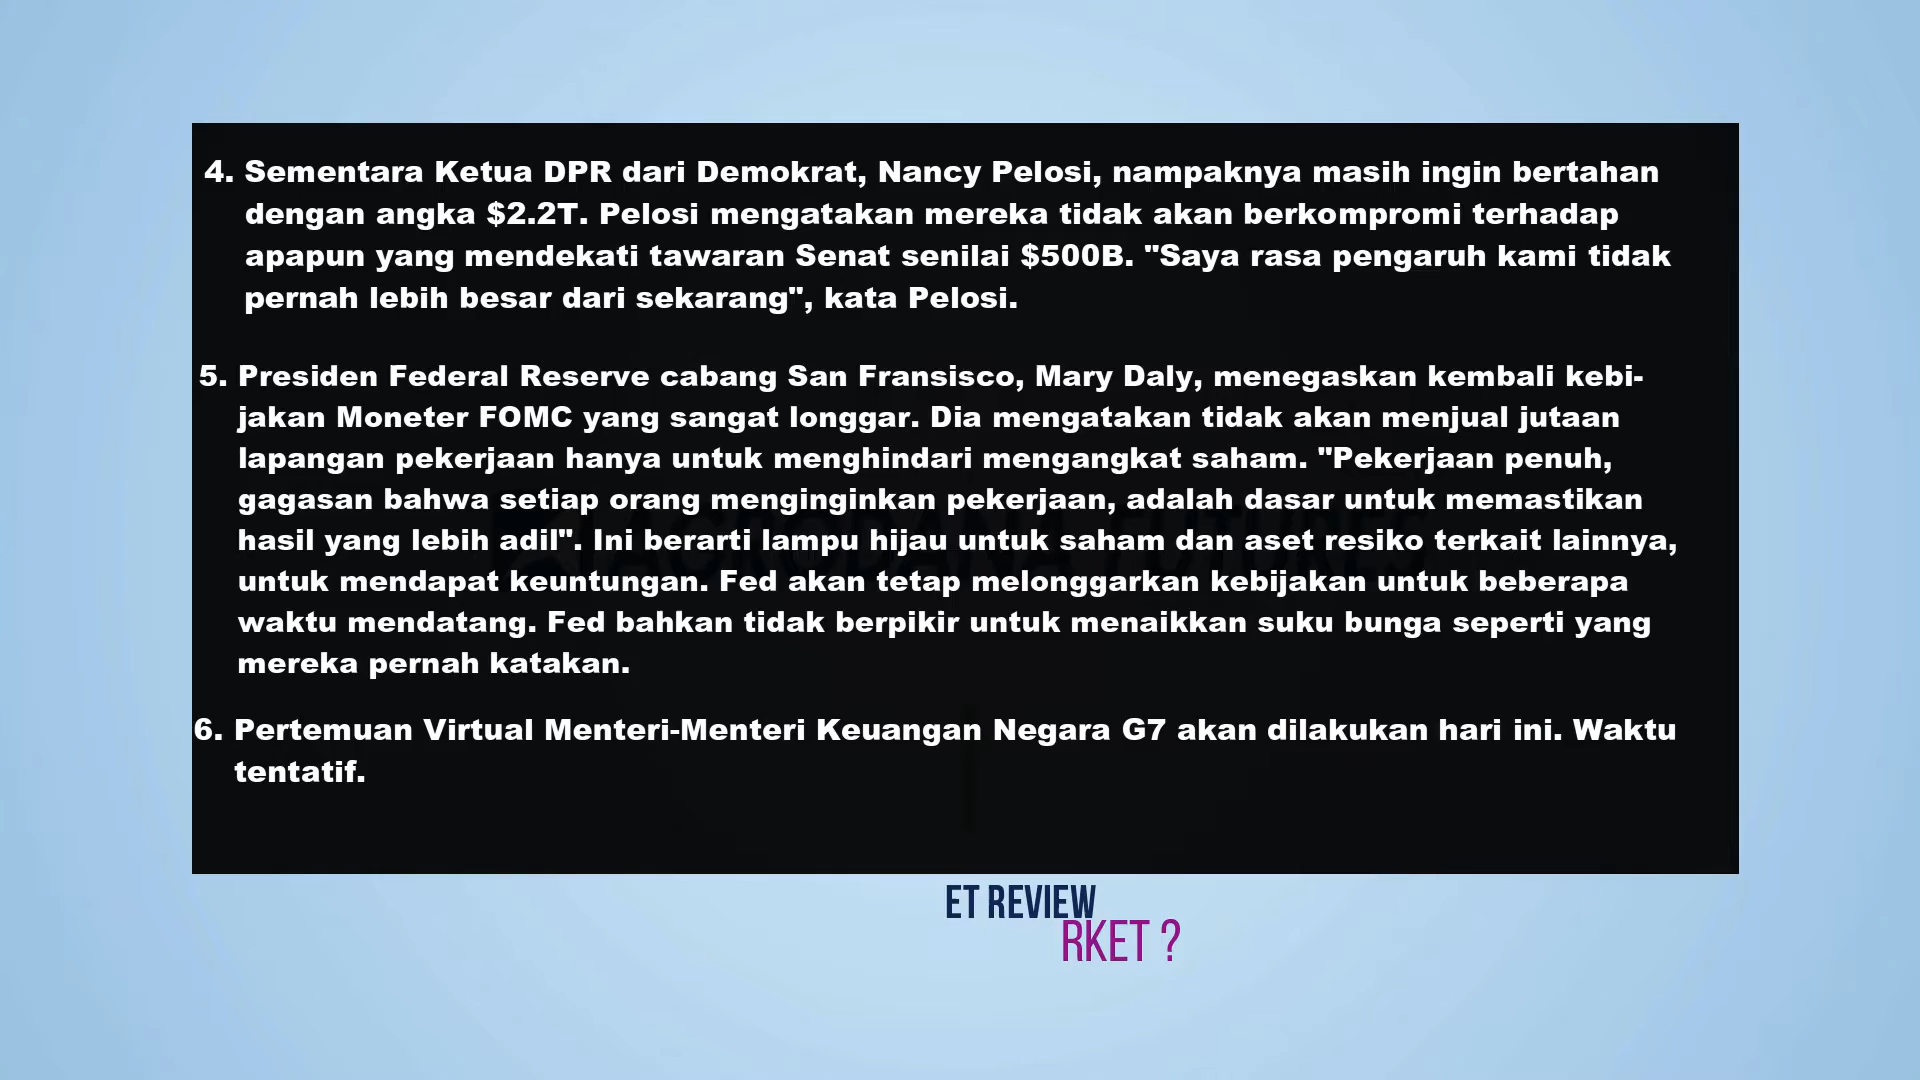 4. Sementara Ketua DPR dari Demokrat, Nancy Pelosi, nampaknya masih ingin bertahan
dengan angka $2.2T. Pelosi mengatakan mereka tidak akan berkompromi terhadap
apapun yang mendekati tawaran Senat senilai $500B. "Saya rasa pengaruh kami tidak
pernah lebih besar dari sekarang", kata Pelosi.
5. Presiden Federal Reserve cabang San Fransisco, Mary Daly, menegaskan kembali kebi-
jakan Moneter FOMC yang sangat longgar. Dia mengatakan tidak akan menjual jutaan
lapangan pekerjaan hanya untuk menghindari mengangkat saham. "Pekerjaan penuh,
gagasan bahwa setiap orang menginginkan pekerjaan, adalah dasar untuk memastikan
hasil yang lebih adil". Ini berarti lampu hijau untuk saham dan aset resiko terkait lainnya,
untuk mendapat keuntungan. Fed akan tetap melonggarkan kebijakan untuk beberapa
waktu mendatang. Fed bahkan tidak berpikir untuk menaikkan suku bunga seperti yang
mereka pernah katakan.
6. Pertemuan Virtual Menteri-Menteri Keuangan Negara G7 akan dilakukan hari ini. Waktu
tentatif.
ET REVIEW
RKET ?